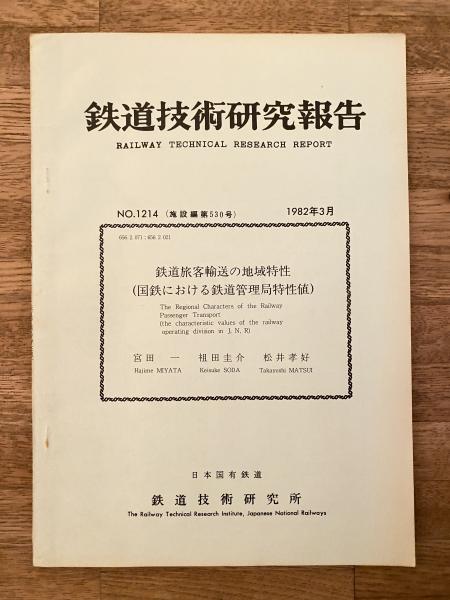 鉄道技術研究報告
RAILWAY TECHNICAL RESEARCH REPORT
NO.1214 (施設編第530号) 1982年3月
656.2.071:656.2.021
鉄道旅客輸送の地域特性
(国鉄における鉄道管理局特性値)
The Regional Characters of the Railway
Passenger Transport
(the characteristic values of the railway
operating division in J. N. R)
宮田 一 祖田圭介 松井孝好
Hajime MIYATA Keisuke SODA Takayoshi MATSUI
日本国有鉄道
鉄道技術研究所
The Railway Technical Research Institute, Japanese National Railways